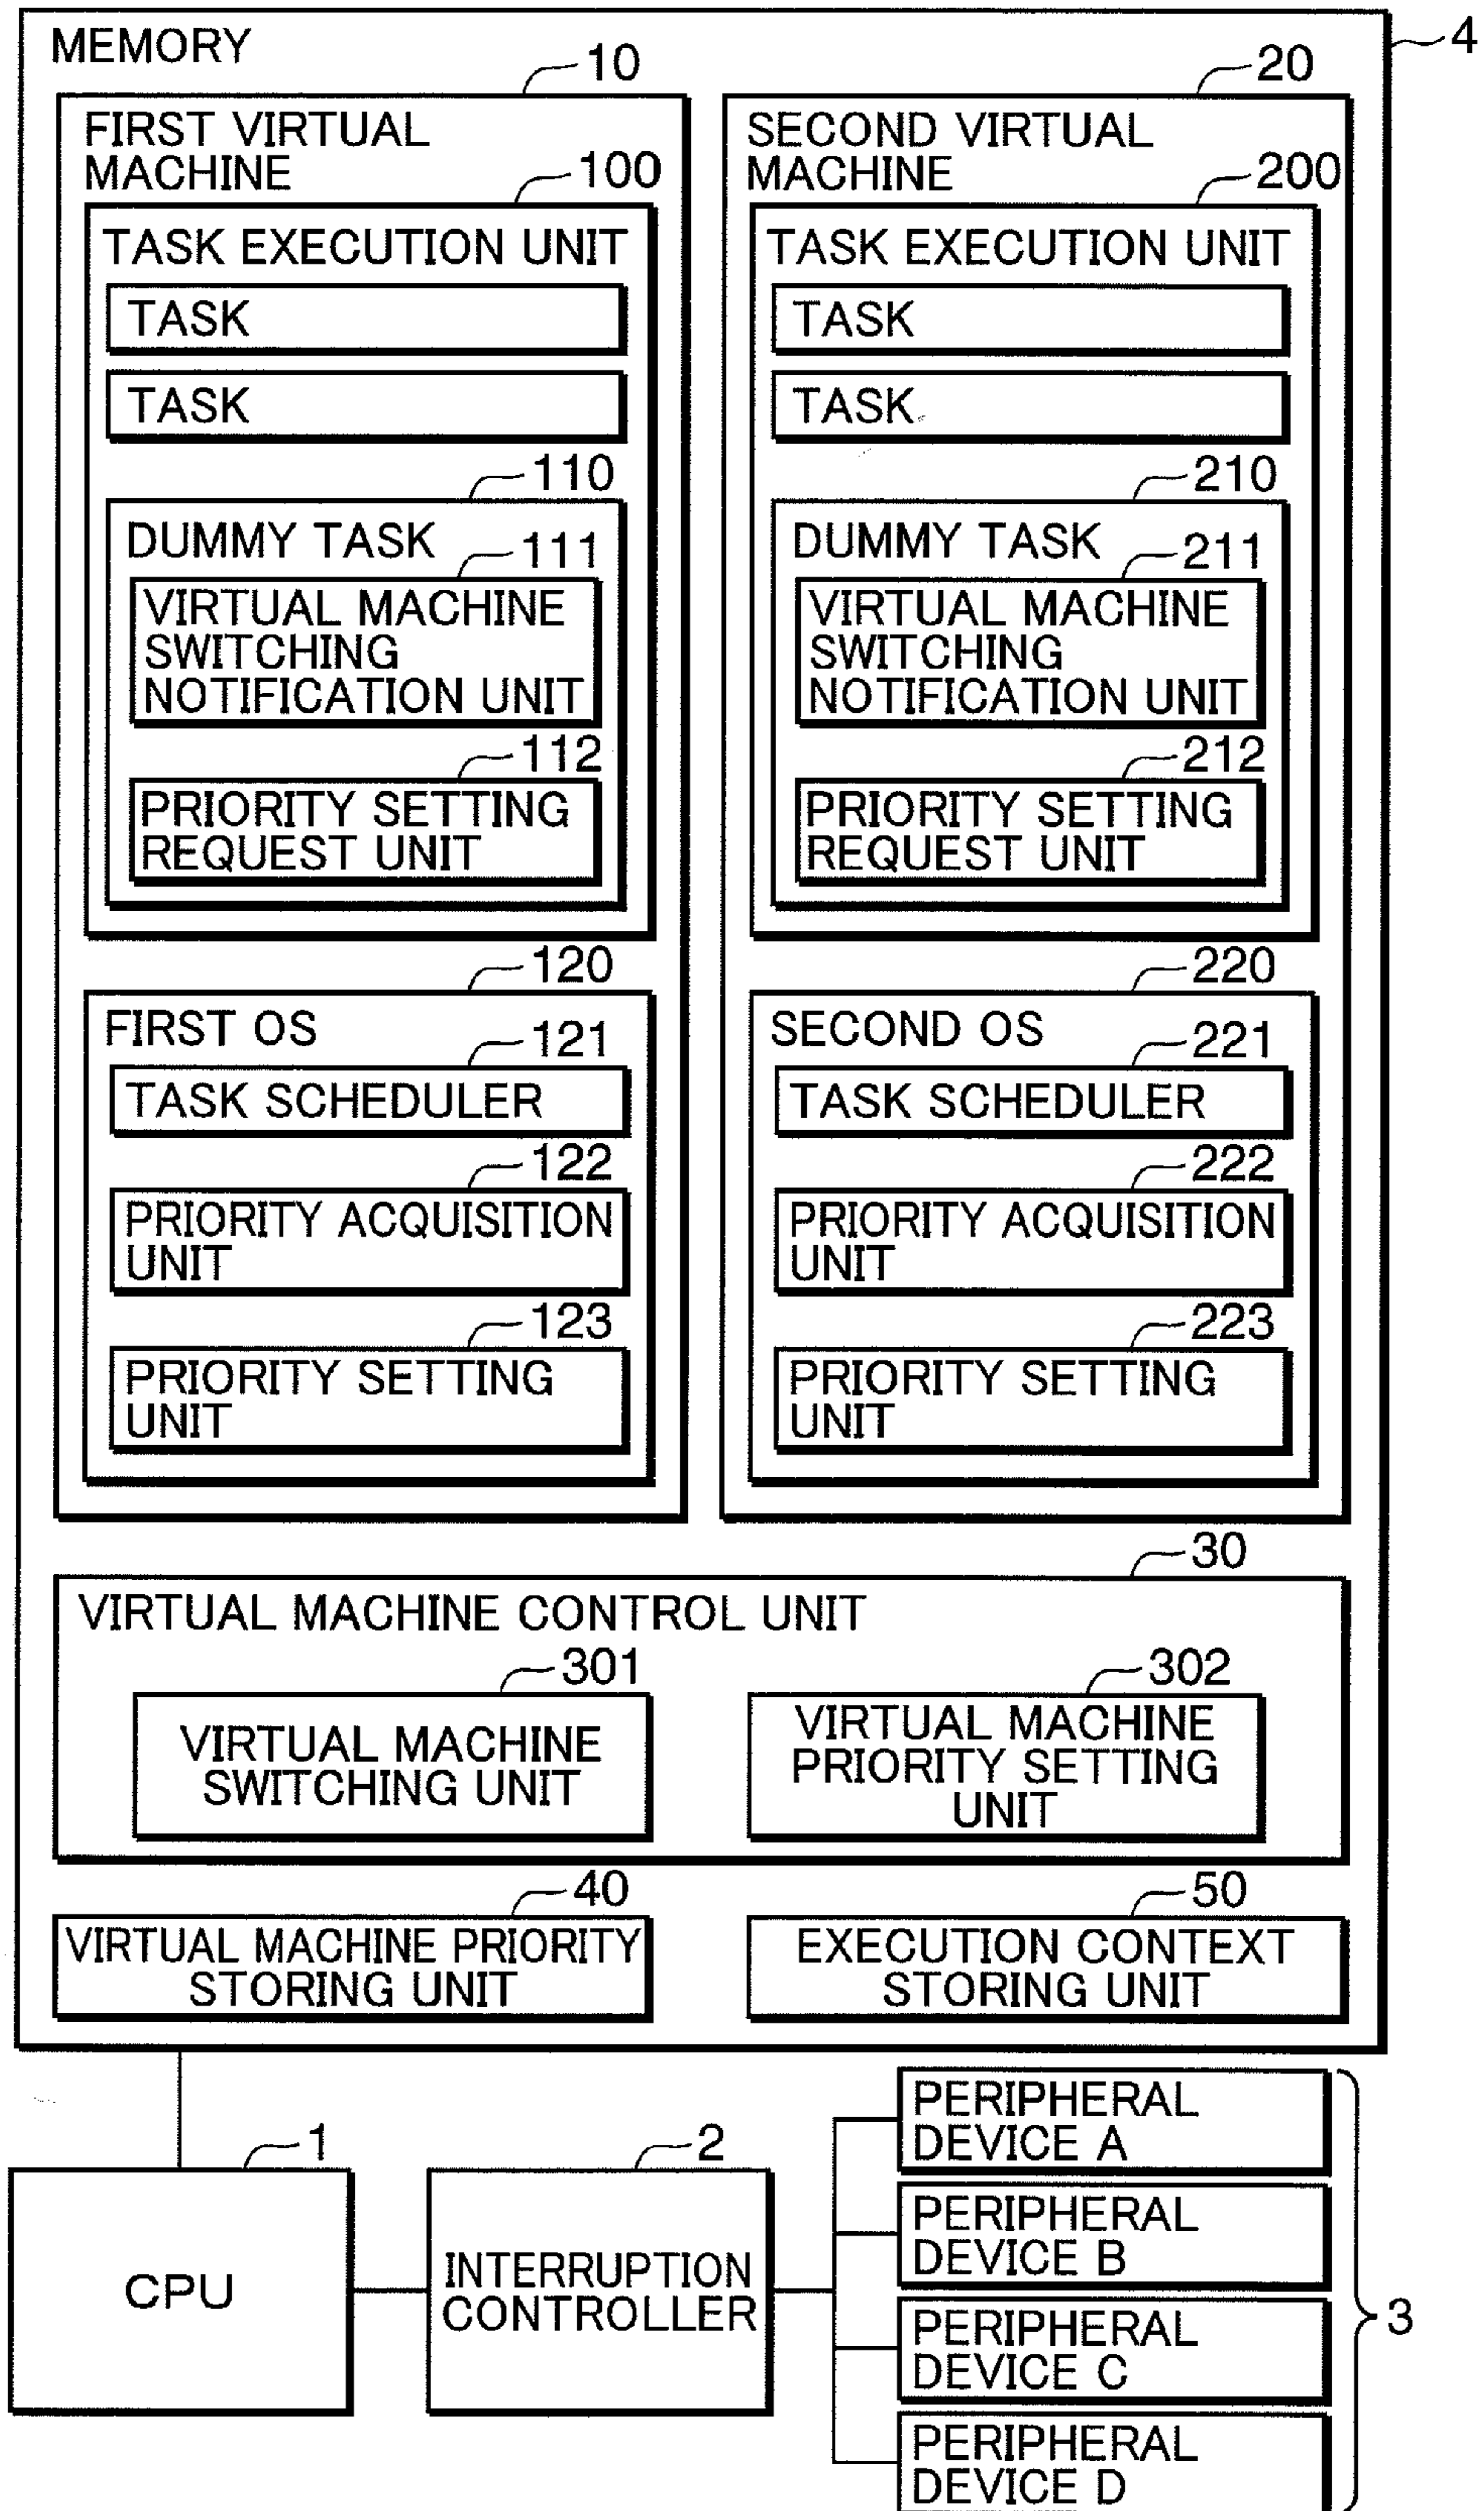 MEMORY
4
10
FIRST VIRTUAL
MACHINE
100
TASK EXECUTION UNIT
TASK
TASK
110
DUMMY TASK
111
VIRTUAL MACHINE
SWITCHING
NOTIFICATION UNIT
112
PRIORITY SETTING
REQUEST UNIT
120
FIRST OS
121
TASK SCHEDULER
122
PRIORITY ACQUISITION
UNIT
123
PRIORITY SETTING
UNIT
20
SECOND VIRTUAL
MACHINE
200
TASK EXECUTION UNIT
TASK
TASK
210
DUMMY TASK
211
VIRTUAL MACHINE
SWITCHING
NOTIFICATION UNIT
212
PRIORITY SETTING
REQUEST UNIT
220
SECOND OS
221
TASK SCHEDULER
222
PRIORITY ACQUISITION
UNIT
223
PRIORITY SETTING
UNIT
30
VIRTUAL MACHINE CONTROL UNIT
301
VIRTUAL MACHINE
SWITCHING UNIT
302
VIRTUAL MACHINE
PRIORITY SETTING
UNIT
40
VIRTUAL MACHINE PRIORITY
STORING UNIT
50
EXECUTION CONTEXT
STORING UNIT
1
CPU
2
INTERRUPTION
CONTROLLER
PERIPHERAL
DEVICE A
PERIPHERAL
DEVICE B
PERIPHERAL
DEVICE C
PERIPHERAL
DEVICE D
3